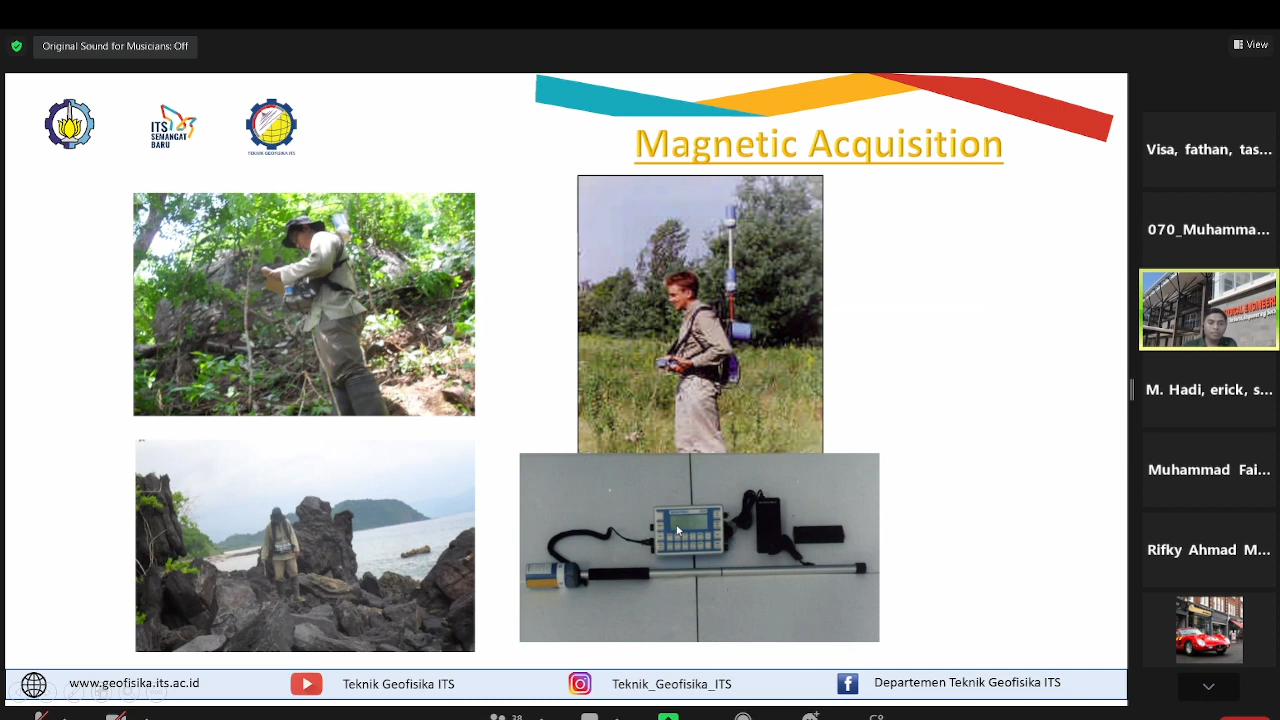 Original Sound for Musicians: Off
View
ITS
SEMANGAT
BARU
TEKNIK GEOFISIKA ITS
Magnetic Acquisition
Visa, fathan, tas...
070_Muhamma...
M. Hadi, erick, s...
Muhammad Fai...
Rifky Ahmad M...
www.geofisika.its.ac.id
Teknik Geofisika ITS
Teknik_Geofisika_ITS
Departemen Teknik Geofisika ITS
38